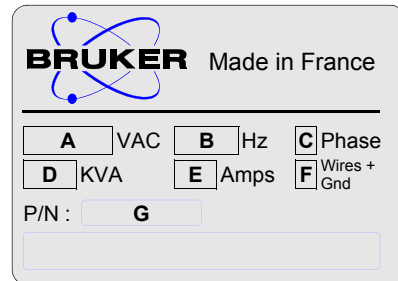 BRUKER Made in France
A VAC B Hz C Phase
D KVA E Amps F Wires + Gnd
P/N : G